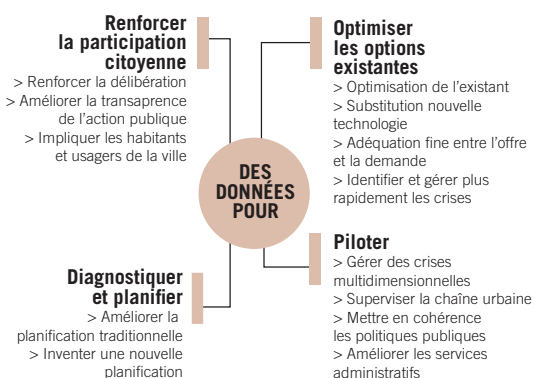 Renforcer
la participation
citoyenne
> Renforcer la délibération
> Améliorer la transaprence
de l'action publique
> Impliquer les habitants
et usagers de la ville
Optimiser
les options
existantes
> Optimisation de l'existant
> Substitution nouvelle
technologie
> Adéquation fine entre l'offre
et la demande
> Identifier et gérer plus
rapidement les crises
DES
DONNÉES
POUR
Diagnostiquer
et planifier
> Améliorer la
planification traditionnelle
> Inventer une nouvelle
planification
Piloter
> Gérer des crises
multidimensionnelles
> Superviser la chaîne urbaine
> Mettre en cohérence
les politiques publiques
> Améliorer les services
administratifs